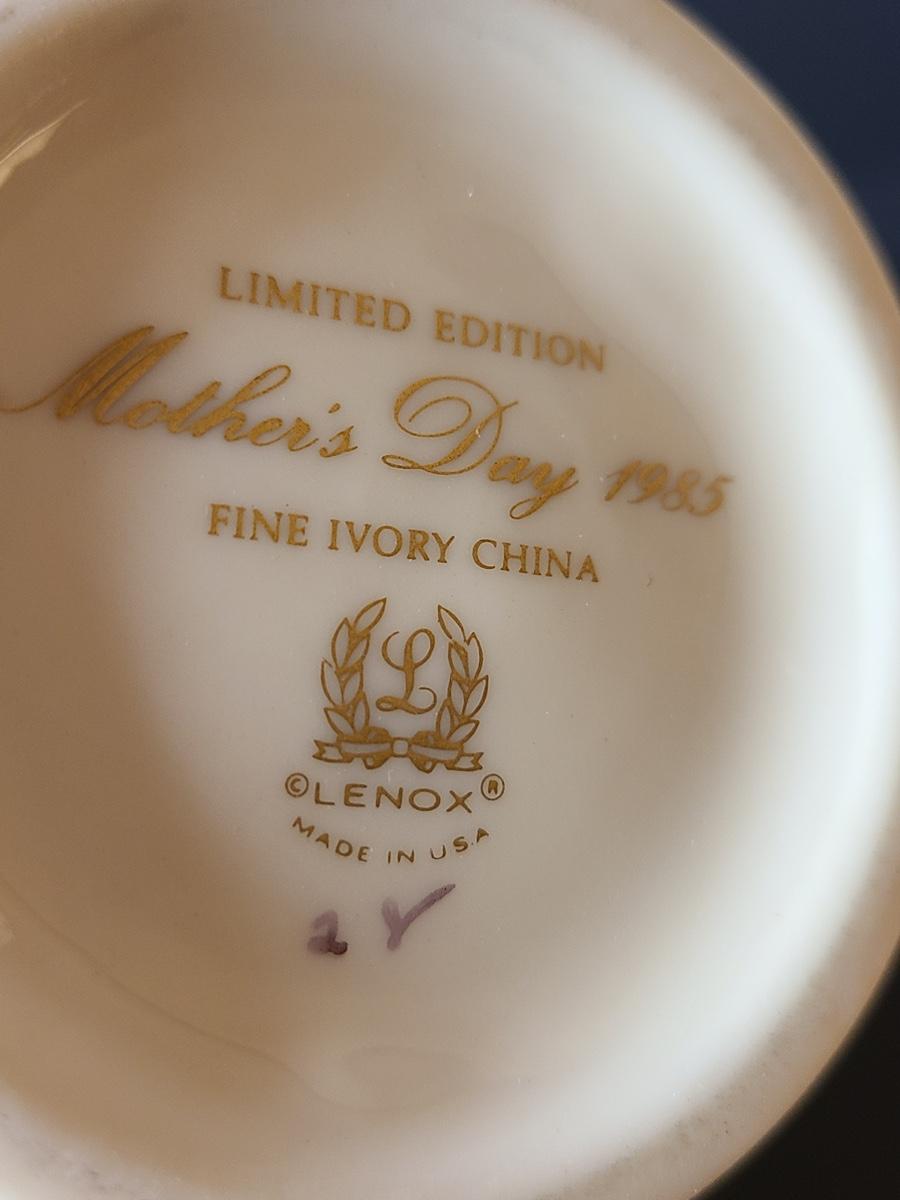 LIMITED EDITION
Mother's Day 1985
FINE IVORY CHINA
L
©LENOX®
MADE IN U.S.A